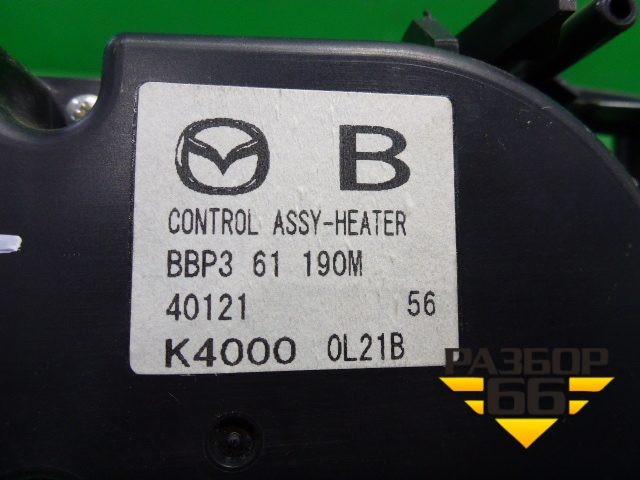 B
CONTROL ASSY-HEATER
BBP3 61 190M
40121 56
K4000 0L21B
РАЗБОР
66